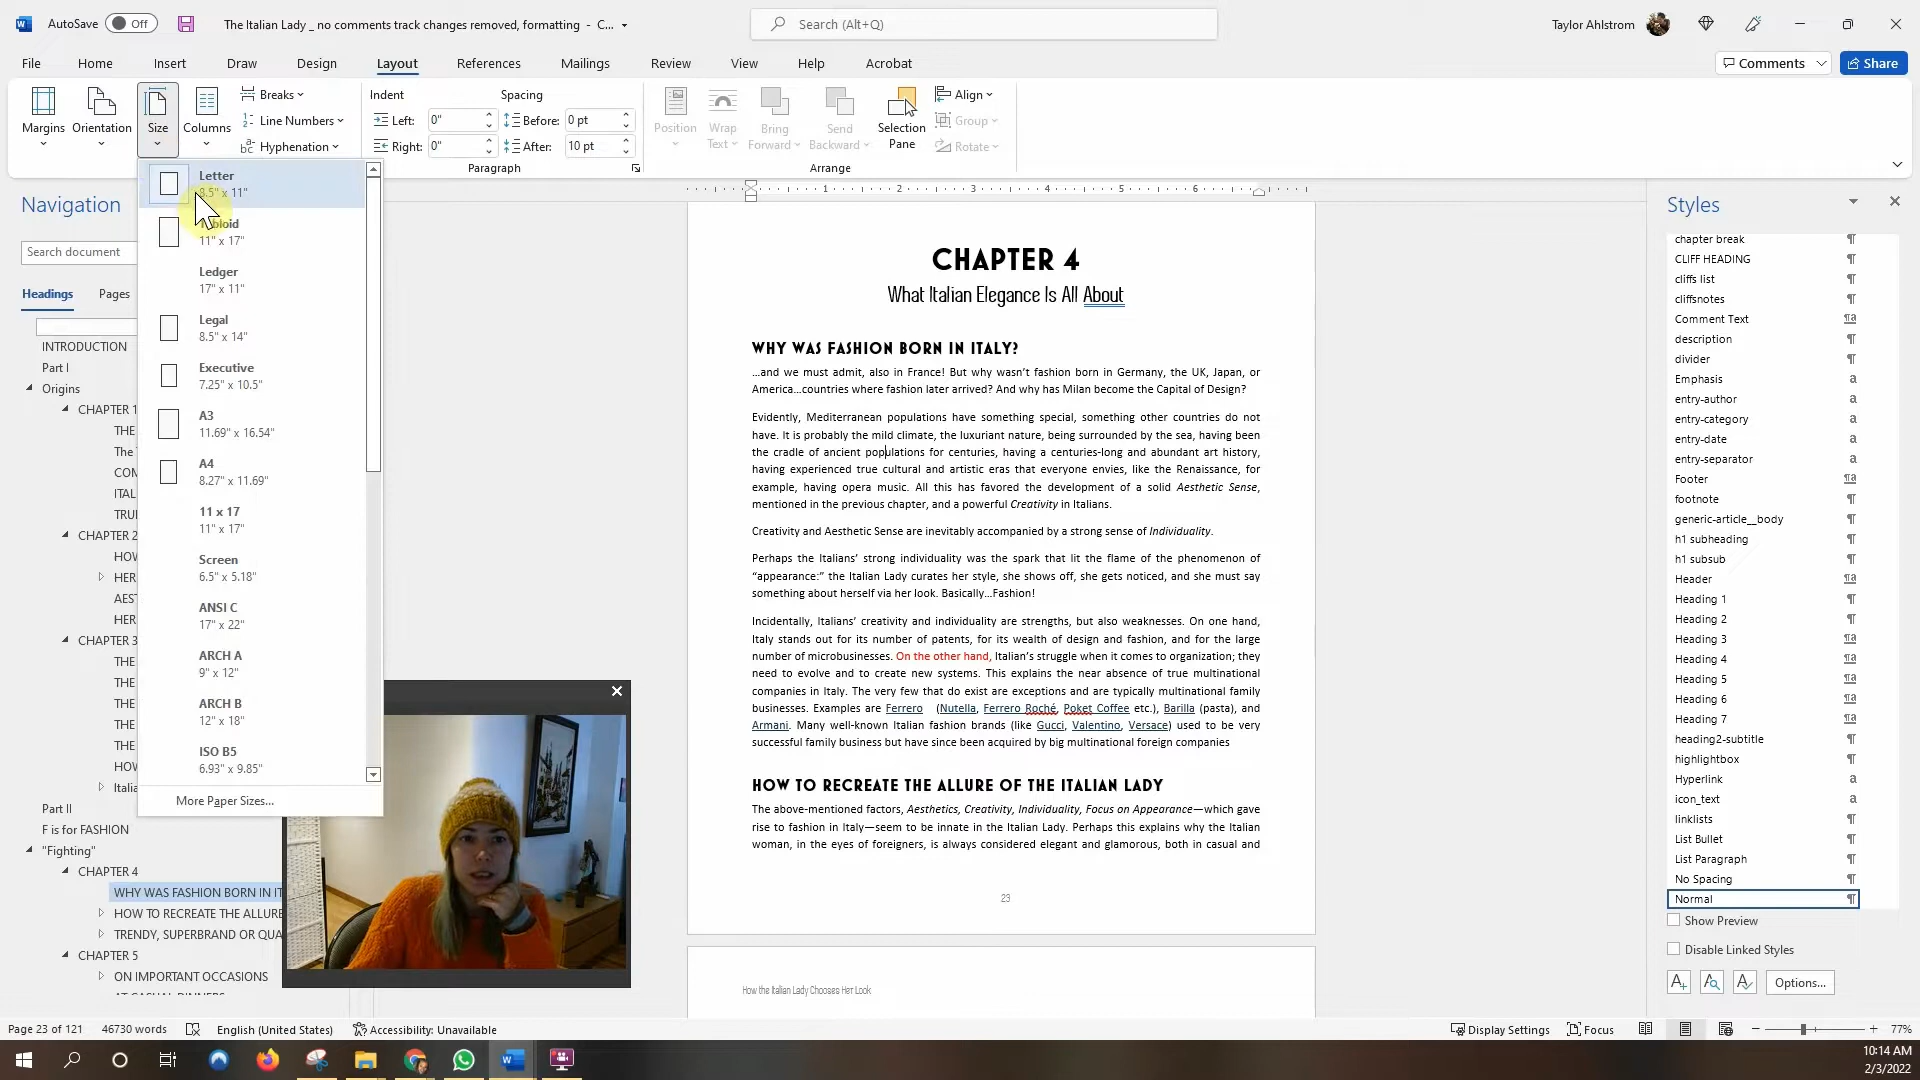 AutoSave Off The Italian Lady _ no comments track changes removed, formatting - C... Search (Alt+Q) Taylor Ahlstrom
File Home Insert Draw Design Layout References Mailings Review View Help Acrobat Comments Share
Margins Orientation Size Columns
Breaks
Line Numbers
Hyphenation
Indent Spacing
Left: 0" Before: 0 pt
Right: 0" After: 10 pt
Paragraph
Position Wrap Text Bring Forward Send Backward Selection Pane
Align
Group
Rotate
Arrange
Letter
8.5" x 11"
11" x 17"
Ledger
17" x 11"
Legal
8.5" x 14"
Executive
7.25" x 10.5"
A3
11.69" x 16.54"
A4
8.27" x 11.69"
11 x 17
11" x 17"
Screen
6.5" x 5.18"
ANSI C
17" x 22"
ARCH A
9" x 12"
ARCH B
12" x 18"
ISO B5
6.93" x 9.85"
More Paper Sizes...
Navigation
Search document
Headings Pages
INTRODUCTION
Part I
Origins
CHAPTER 1
THE
The
COM
ITAL
TRU
CHAPTER 2
HOW
HER
AEST
HER
CHAPTER 3
THE
THE
THE
THE
THE
HOW
Italia
Part II
F is for FASHION
"Fighting"
CHAPTER 4
WHY WAS FASHION BORN IN IT
HOW TO RECREATE THE ALLURE
TRENDY, SUPERBRAND OR QUA
CHAPTER 5
ON IMPORTANT OCCASIONS
1 2 3 4 5 6
CHAPTER 4
What Italian Elegance Is All About
WHY WAS FASHION BORN IN ITALY?
...and we must admit, also in France! But why wasn't fashion born in Germany, the UK, Japan, or
America...countries where fashion later arrived? And why has Milan become the Capital of Design?
Evidently, Mediterranean populations have something special, something other countries do not
have. It is probably the mild climate, the luxuriant nature, being surrounded by the sea, having been
the cradle of ancient populations for centuries, having a centuries-long and abundant art history,
having experienced true cultural and artistic eras that everyone envies, like the Renaissance, for
example, having opera music. All this has favored the development of a solid Aesthetic Sense,
mentioned in the previous chapter, and a powerful Creativity in Italians.
Creativity and Aesthetic Sense are inevitably accompanied by a strong sense of Individuality.
Perhaps the Italians' strong individuality was the spark that lit the flame of the phenomenon of
“appearance:” the Italian Lady curates her style, she shows off, she gets noticed, and she must say
something about herself via her look. Basically...Fashion!
Incidentally, Italians' creativity and individuality are strengths, but also weaknesses. On one hand,
Italy stands out for its number of patents, for its wealth of design and fashion, and for the large
number of microbusinesses. On the other hand, Italian's struggle when it comes to organization; they
need to evolve and to create new systems. This explains the near absence of true multinational
companies in Italy. The very few that do exist are exceptions and are typically multinational family
businesses. Examples are Ferrero (Nutella, Ferrero Roché, Poket Coffee etc.), Barilla (pasta), and
Armani. Many well-known Italian fashion brands (like Gucci, Valentino, Versace) used to be very
successful family business but have since been acquired by big multinational foreign companies
HOW TO RECREATE THE ALLURE OF THE ITALIAN LADY
The above-mentioned factors, Aesthetics, Creativity, Individuality, Focus on Appearance—which gave
rise to fashion in Italy—seem to be innate in the Italian Lady. Perhaps this explains why the Italian
woman, in the eyes of foreigners, is always considered elegant and glamorous, both in casual and
23
How the Italian Lady Chooses Her Look
Styles
chapter break
CLIFF HEADING
cliffs list
cliffsnotes
Comment Text
description
divider
Emphasis
entry-author
entry-category
entry-date
entry-separator
Footer
footnote
generic-article__body
h1 subheading
h1 subsub
Header
Heading 1
Heading 2
Heading 3
Heading 4
Heading 5
Heading 6
Heading 7
heading2-subtitle
highlightbox
Hyperlink
icon_text
linklists
List Bullet
List Paragraph
No Spacing
Normal
Show Preview
Disable Linked Styles
Options...
Page 23 of 121 46730 words English (United States) Accessibility: Unavailable Display Settings Focus 77%
10:14 AM
2/3/2022